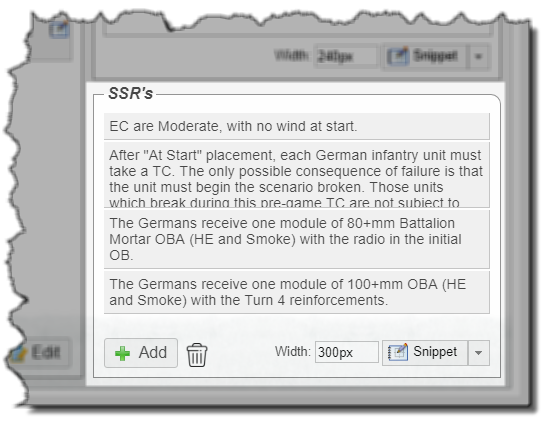 Width: 240px Snippet
SSR's
EC are Moderate, with no wind at start.
After "At Start" placement, each German infantry unit must
take a TC. The only possible consequence of failure is that
the unit must begin the scenario broken. Those units
which break during this pre-game TC are not subject to
The Germans receive one module of 80+mm Battalion
Mortar OBA (HE and Smoke) with the radio in the initial
OB.
The Germans receive one module of 100+mm OBA (HE
and Smoke) with the Turn 4 reinforcements.
Edit
Add
Width: 300px Snippet